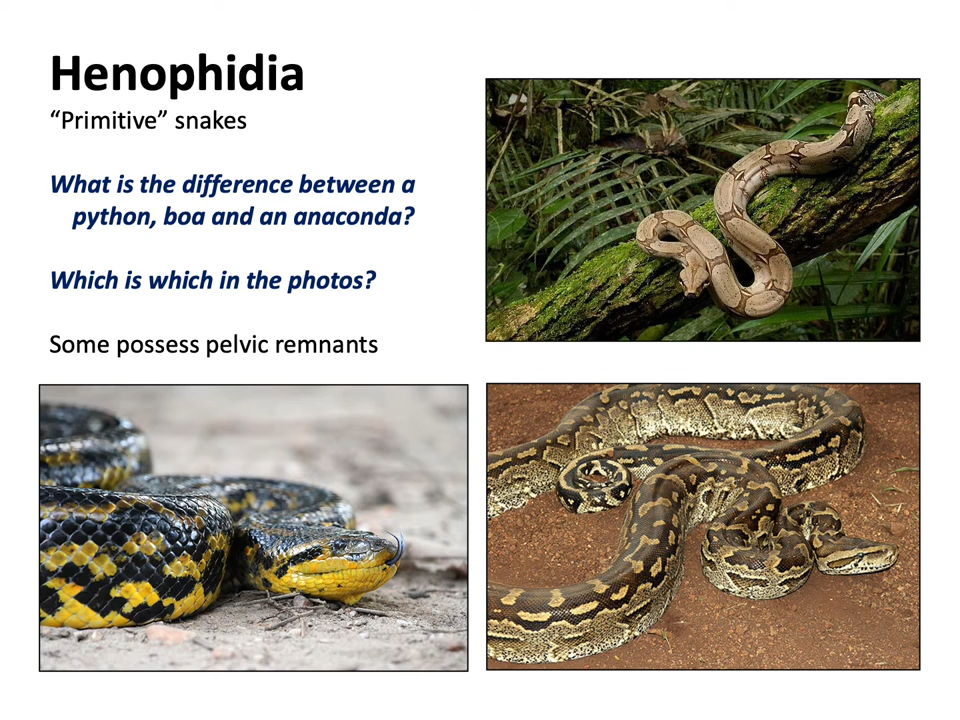 Henophidia
“Primitive” snakes
What is the difference between a
python, boa and an anaconda?
Which is which in the photos?
Some possess pelvic remnants